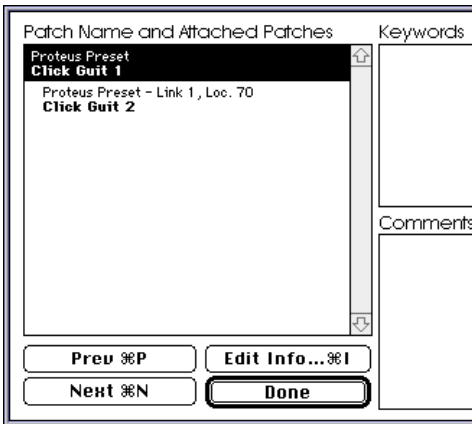 Patch Name and Attached Patches
Keywords
Proteus Preset
Click Guit 1
Proteus Preset - Link 1, Loc. 70
Click Guit 2
Comments
Prev ⌘P
Edit Info...⌘I
Next ⌘N
Done